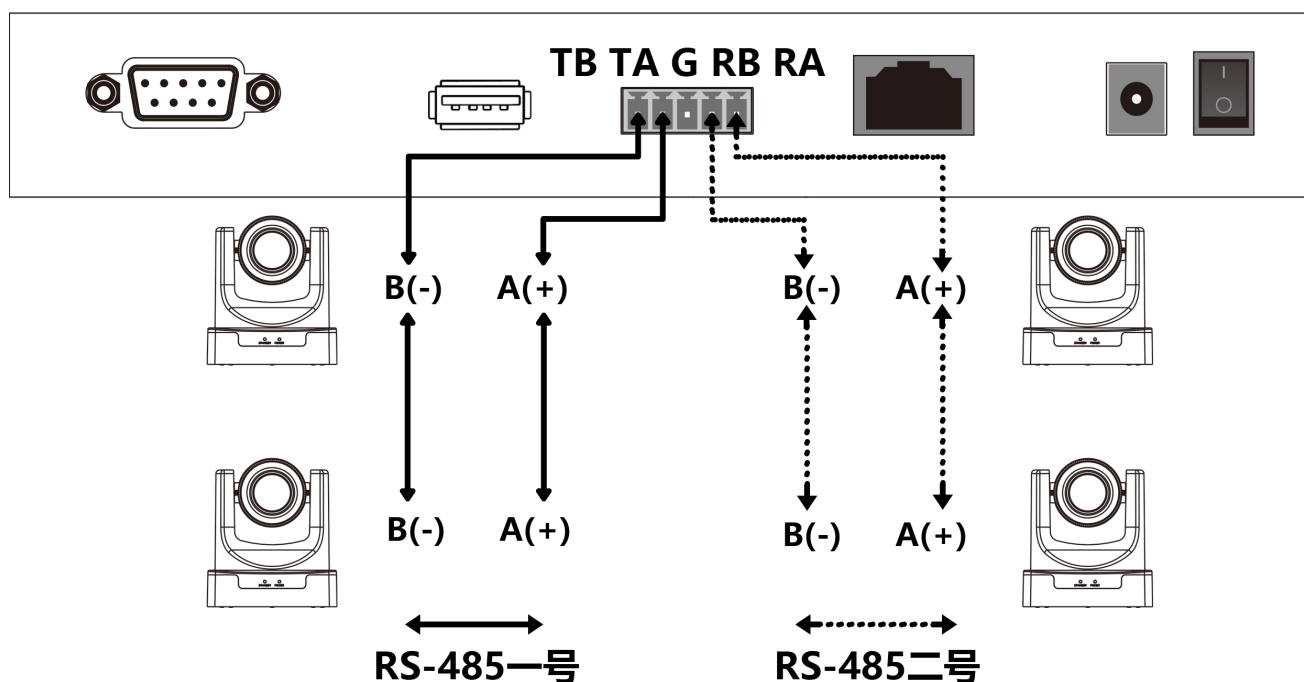 TB TA G RB RA
B(-) A(+) B(-) A(+)
B(-) A(+) B(-) A(+)
RS-485一号 RS-485二号